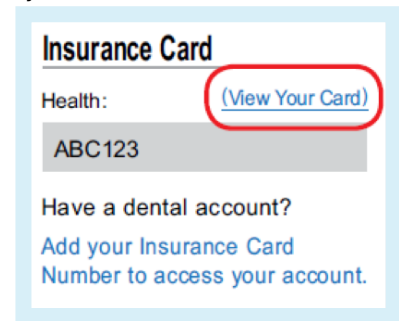 Insurance Card
Health: (View Your Card)
ABC123
Have a dental account?
Add your Insurance Card
Number to access your account.